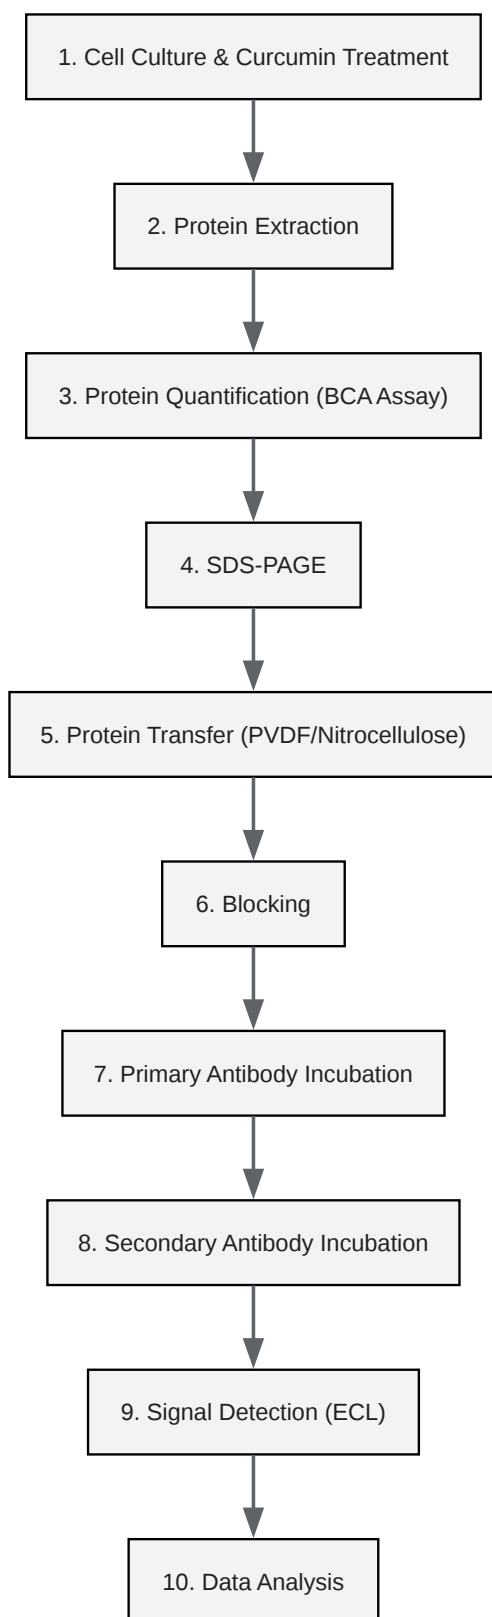 1. Cell Culture & Curcumin Treatment
2. Protein Extraction
3. Protein Quantification (BCA Assay)
4. SDS-PAGE
5. Protein Transfer (PVDF/Nitrocellulose)
6. Blocking
7. Primary Antibody Incubation
8. Secondary Antibody Incubation
9. Signal Detection (ECL)
10. Data Analysis